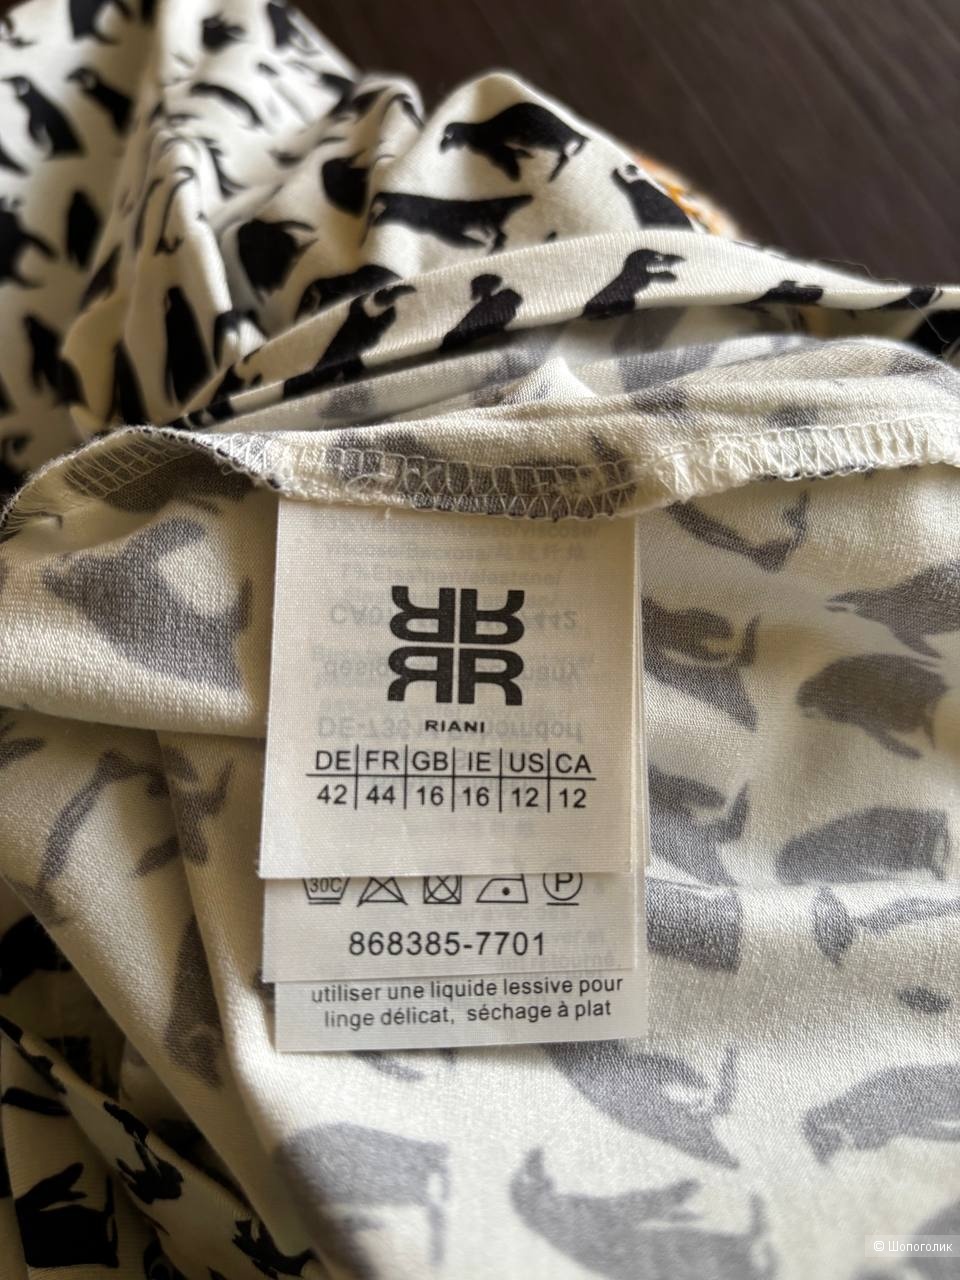 RIANI
DE FR GB IE US CA
42 44 16 16 12 12
30C P
868385-7701
utiliser une liquide lessive pour
linge délicat, séchage à plat
© Шопоголик